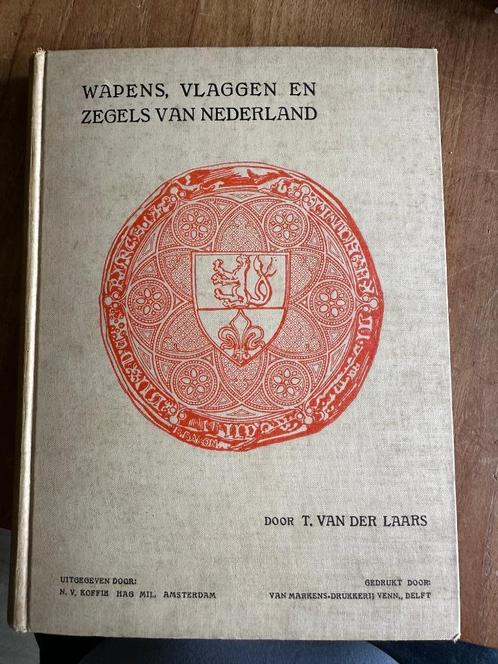 WAPENS, VLAGGEN EN
ZEGELS VAN NEDERLAND
DOOR T. VAN DER LAARS
UITGEGEVEN DOOR:
N. V. KOFFIE HAG MIJ. AMSTERDAM
GEDRUKT DOOR:
VAN MARKENS-DRUKKERIJ VENN., DELFT